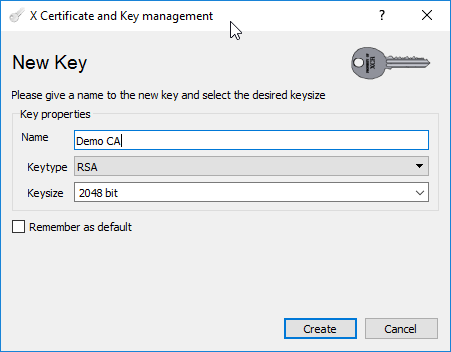 X Certificate and Key management
?
New Key
Please give a name to the new key and select the desired keysize
Key properties
Name
Demo CA
Keytype
RSA
Keysize
2048 bit
Remember as default
Create
Cancel